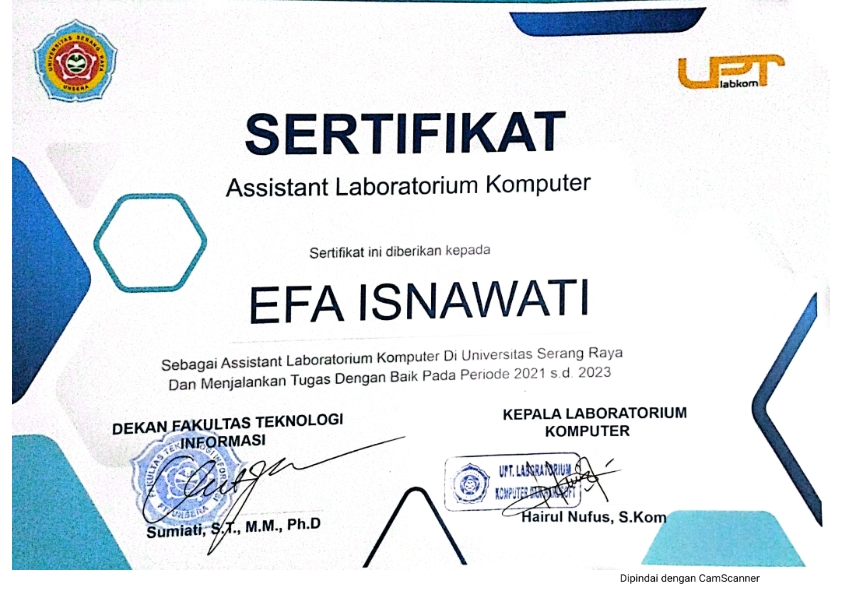 UNIVERSITAS SERANG RAYA
UNSERA
UPT
labkom
SERTIFIKAT
Assistant Laboratorium Komputer
Sertifikat ini diberikan kepada
EFA ISNAWATI
Sebagai Assistant Laboratorium Komputer Di Universitas Serang Raya
Dan Menjalankan Tugas Dengan Baik Pada Periode 2021 s.d. 2023
DEKAN FAKULTAS TEKNOLOGI
INFORMASI
FAKULTAS TEKNOLOGI INFORMASI
UNSERA
Sumiati, S.T., M.M., Ph.D
KEPALA LABORATORIUM
KOMPUTER
UPT. LABORATORIUM
KOMPUTER
Hairul Nufus, S.Kom
Dipindai dengan CamScanner